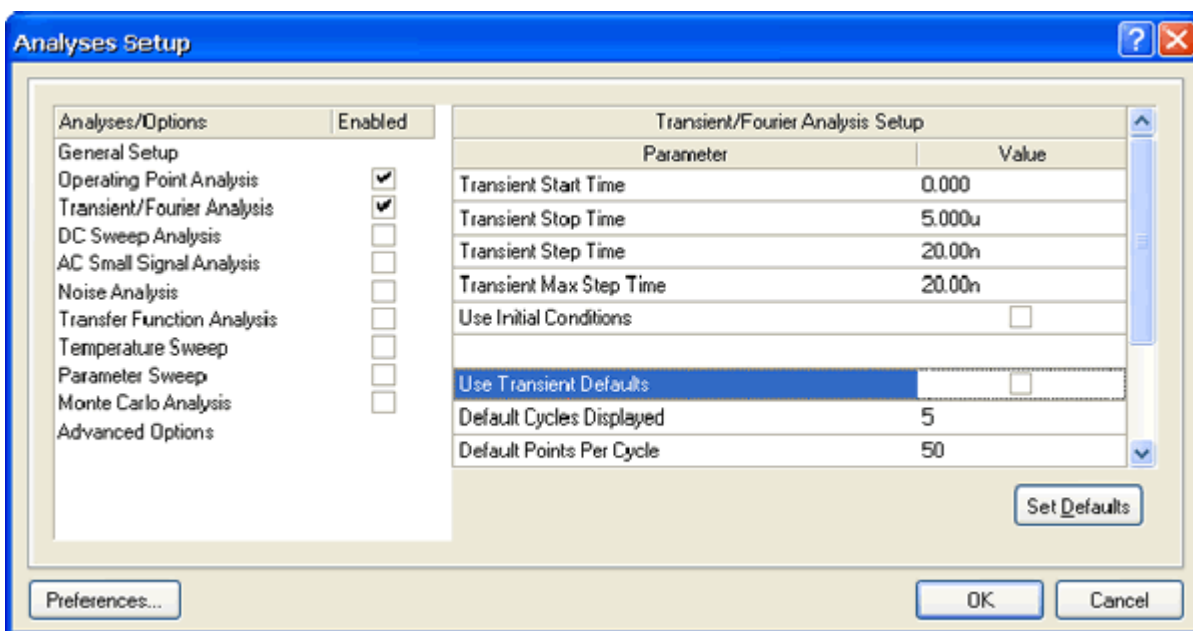 Analyses Setup
Analyses/Options Enabled
General Setup
Operating Point Analysis
Transient/Fourier Analysis
DC Sweep Analysis
AC Small Signal Analysis
Noise Analysis
Transfer Function Analysis
Temperature Sweep
Parameter Sweep
Monte Carlo Analysis
Advanced Options
Transient/Fourier Analysis Setup
Parameter Value
Transient Start Time 0.000
Transient Stop Time 5.000u
Transient Step Time 20.00n
Transient Max Step Time 20.00n
Use Initial Conditions
Use Transient Defaults
Default Cycles Displayed 5
Default Points Per Cycle 50
Set Defaults
Preferences... OK Cancel